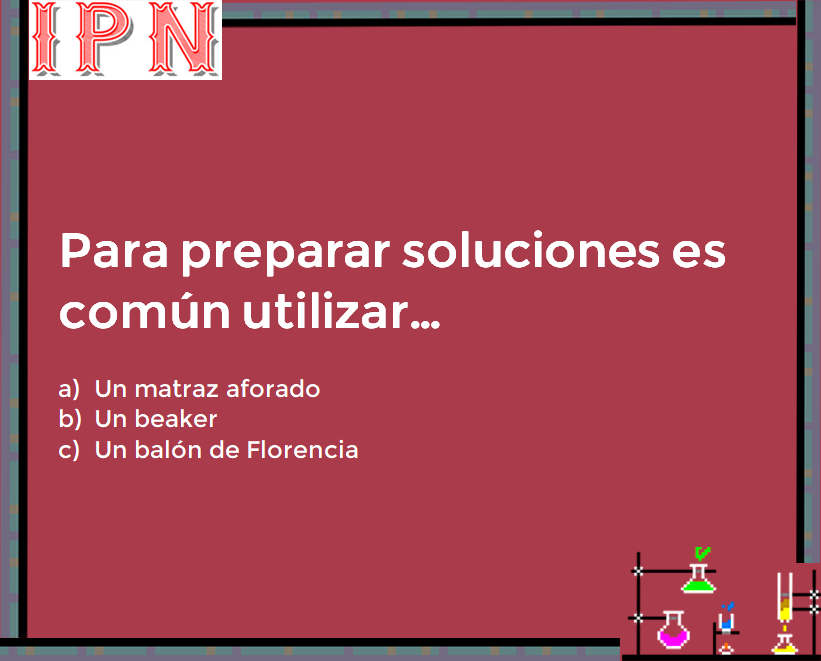 IPN
Para preparar soluciones es
común utilizar...
a) Un matraz aforado
b) Un beaker
c) Un balón de Florencia